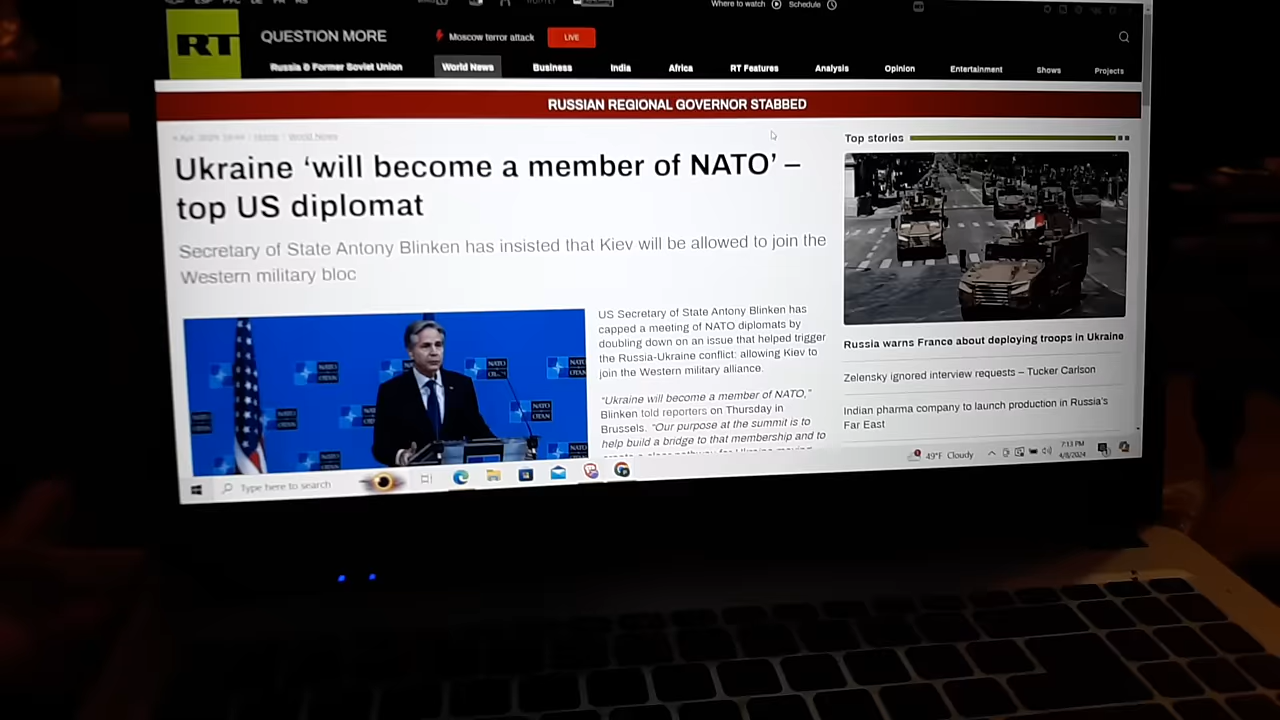 Where to watch
Schedule
RT
QUESTION MORE
Moscow terror attack
LIVE
Russia & Former Soviet Union
World News
Business
India
Africa
RT Features
Analysis
Opinion
Entertainment
Shows
Projects
RUSSIAN REGIONAL GOVERNOR STABBED
Home
World News
Ukraine ‘will become a member of NATO’ –
top US diplomat
Secretary of State Antony Blinken has insisted that Kiev will be allowed to join the
Western military bloc
US Secretary of State Antony Blinken has
capped a meeting of NATO diplomats by
doubling down on an issue that helped trigger
the Russia-Ukraine conflict: allowing Kiev to
join the Western military alliance.
“Ukraine will become a member of NATO,”
Blinken told reporters on Thursday in
Brussels. “Our purpose at the summit is to
help build a bridge to that membership and to
NATO
OTAN
Top stories
Russia warns France about deploying troops in Ukraine
Zelensky ignored interview requests – Tucker Carlson
Indian pharma company to launch production in Russia's
Far East
Type here to search
49°F Cloudy
7:13 PM
4/8/2024